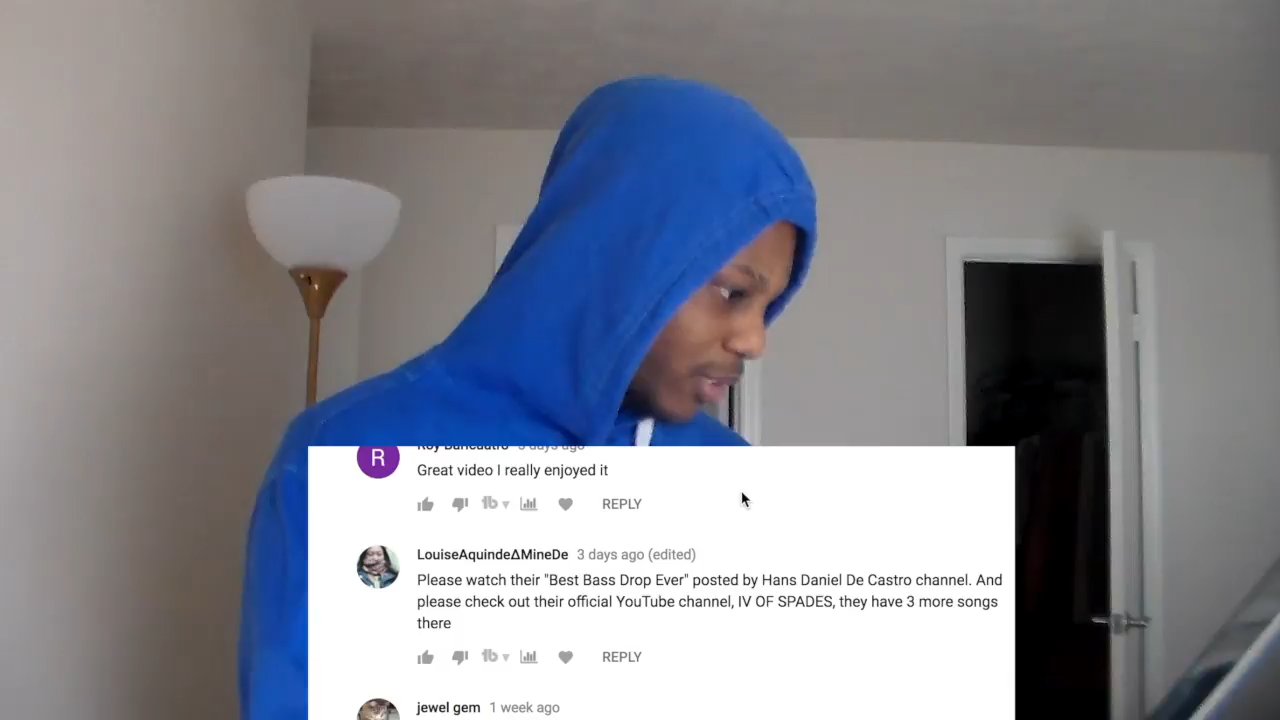 R
Great video I really enjoyed it
REPLY
LouiseAquindeΔMineDe 3 days ago (edited)
Please watch their "Best Bass Drop Ever" posted by Hans Daniel De Castro channel. And
please check out their official YouTube channel, IV OF SPADES, they have 3 more songs
there
REPLY
jewel gem 1 week ago